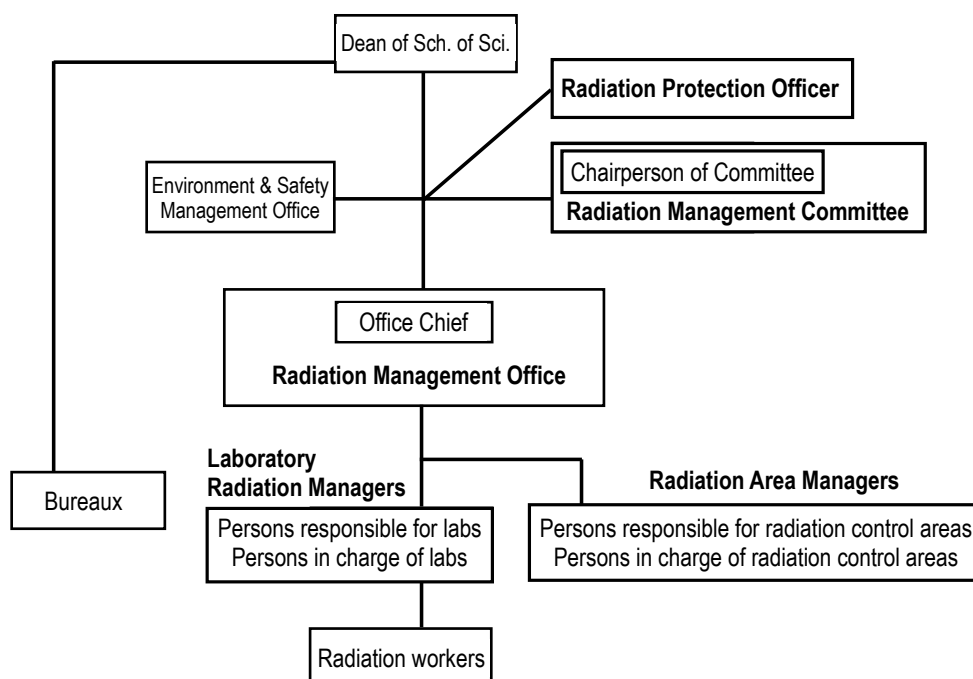 Dean of Sch. of Sci.
Radiation Protection Officer
Environment & Safety
Management Office
Chairperson of Committee
Radiation Management Committee
Office Chief
Radiation Management Office
Bureaux
Laboratory
Radiation Managers
Persons responsible for labs
Persons in charge of labs
Radiation Area Managers
Persons responsible for radiation control areas
Persons in charge of radiation control areas
Radiation workers